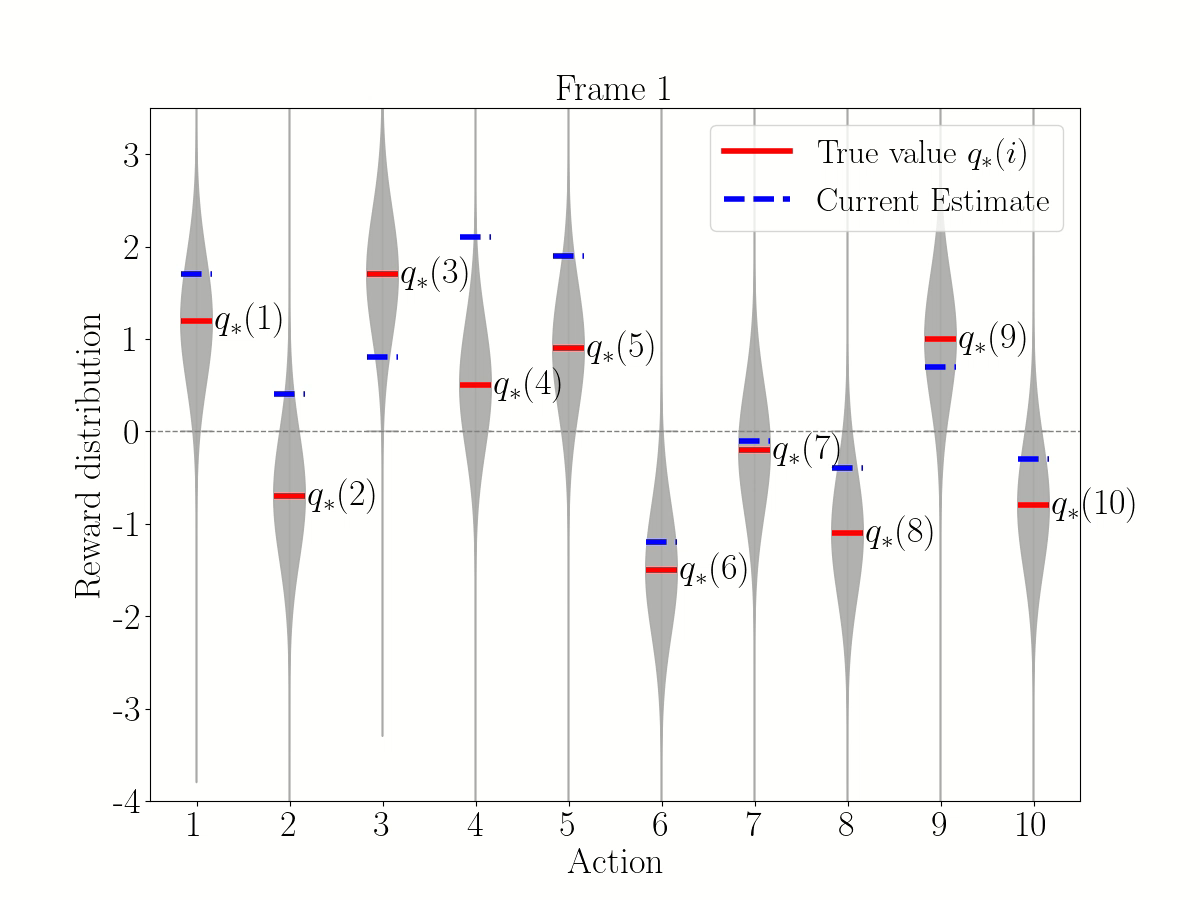 Frame 1
True value q∗(i)
Current Estimate
Reward distribution
3
2
1
0
-1
-2
-3
-4
q∗(1)
q∗(2)
q∗(3)
q∗(4)
q∗(5)
q∗(6)
q∗(7)
q∗(8)
q∗(9)
q∗(10)
1 2 3 4 5 6 7 8 9 10
Action